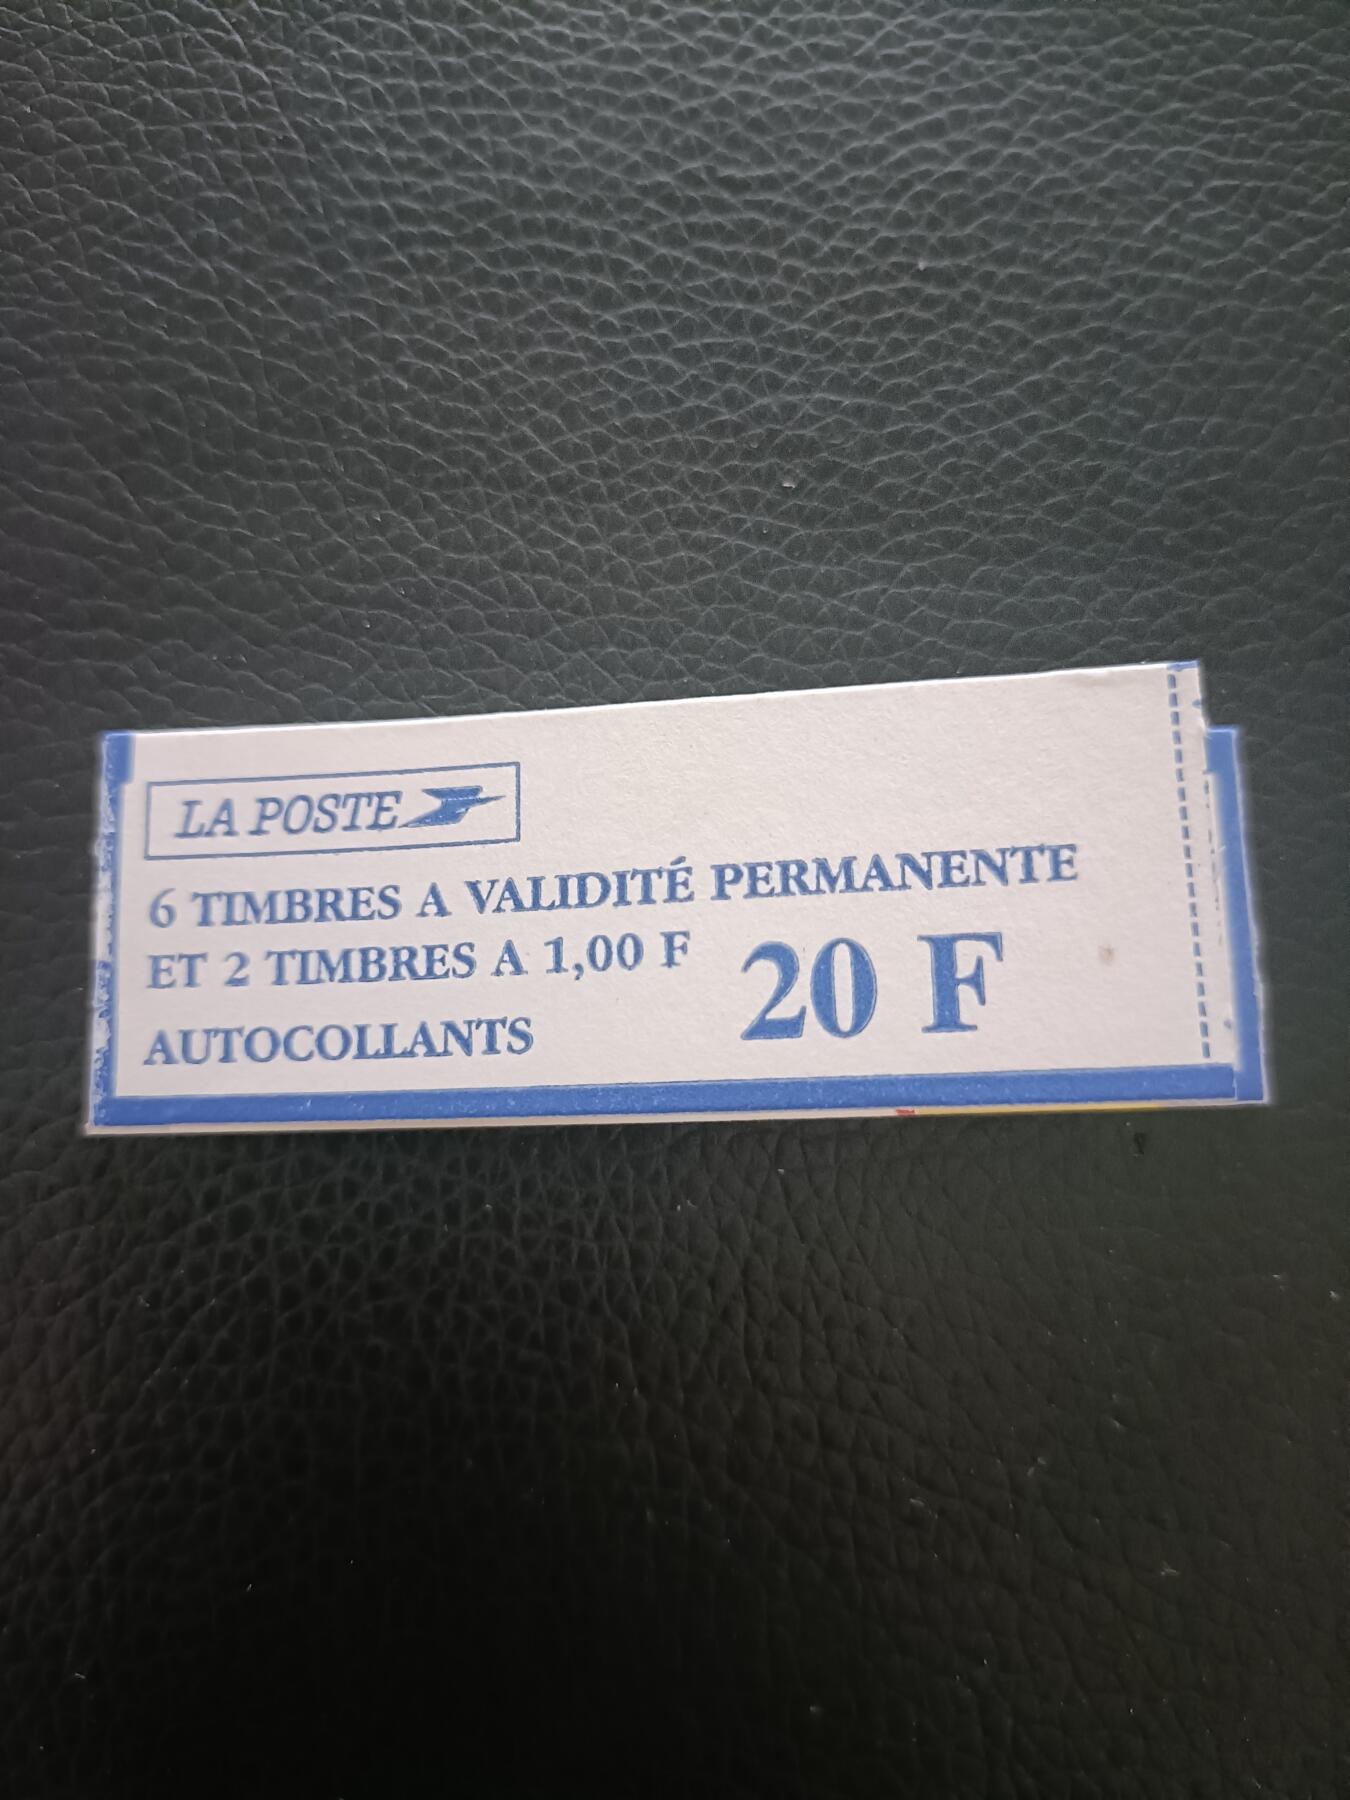 LA POSTE
6 TIMBRES A VALIDITÉ PERMANENTE
ET 2 TIMBRES A 1,00 F
20 F
AUTOCOLLANTS